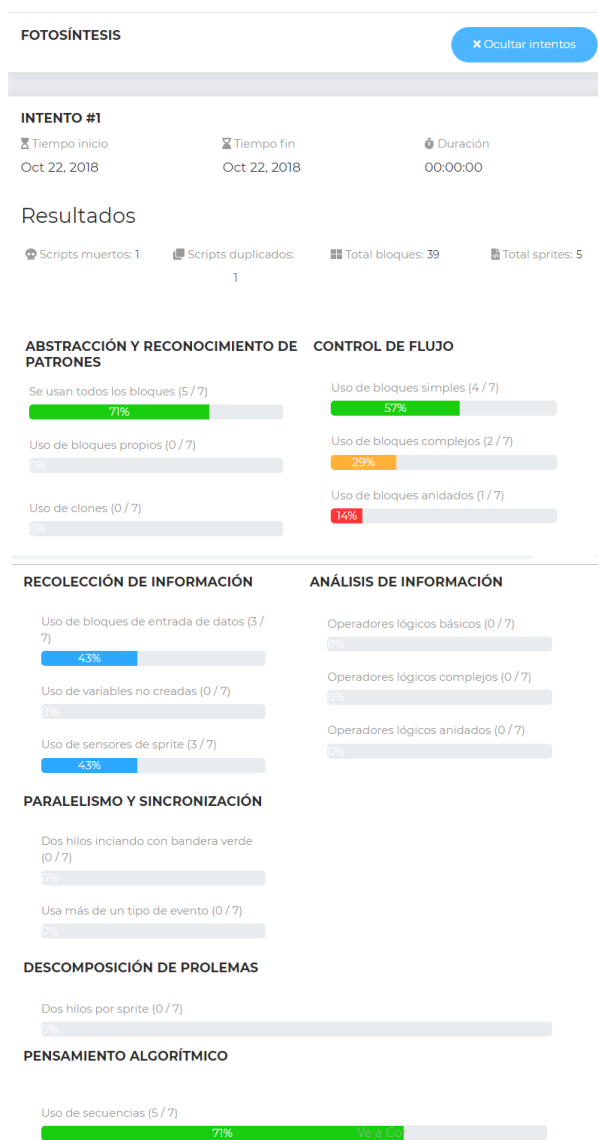 FOTOSÍNTESIS
Ocultar intentos
INTENTO #1
Tiempo inicio
Tiempo fin
Duración
Oct 22, 2018
Oct 22, 2018
00:00:00
Resultados
Scripts muertos: 1
Scripts duplicados:
1
Total bloques: 39
Total sprites: 5
ABSTRACCIÓN Y RECONOCIMIENTO DE
PATRONES
Se usan todos los bloques (5 / 7)
71%
Uso de bloques propios (0 / 7)
0%
Uso de clones (0 / 7)
0%
CONTROL DE FLUJO
Uso de bloques simples (4 / 7)
57%
Uso de bloques complejos (2 / 7)
29%
Uso de bloques anidados (1 / 7)
14%
RECOLECCIÓN DE INFORMACIÓN
Uso de bloques de entrada de datos (3 /
7)
43%
Uso de variables no creadas (0 / 7)
0%
Uso de sensores de sprite (3 / 7)
43%
ANÁLISIS DE INFORMACIÓN
Operadores lógicos básicos (0 / 7)
0%
Operadores lógicos complejos (0 / 7)
0%
Operadores lógicos anidados (0 / 7)
0%
PARALELISMO Y SINCRONIZACIÓN
Dos hilos inciando con bandera verde
(0 / 7)
0%
Usa más de un tipo de evento (0 / 7)
0%
DESCOMPOSICIÓN DE PROLEMAS
Dos hilos por sprite (0 / 7)
0%
PENSAMIENTO ALGORÍTMICO
Uso de secuencias (5 / 7)
71%
Ve a Co